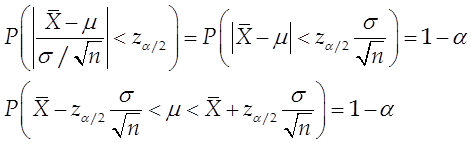 P(|(X̄ − μ)/(σ/√n)| < z_{α/2}) = P(|X̄ − μ| < z_{α/2} σ/√n) = 1 − α
P(X̄ − z_{α/2} σ/√n < μ < X̄ + z_{α/2} σ/√n) = 1 − α